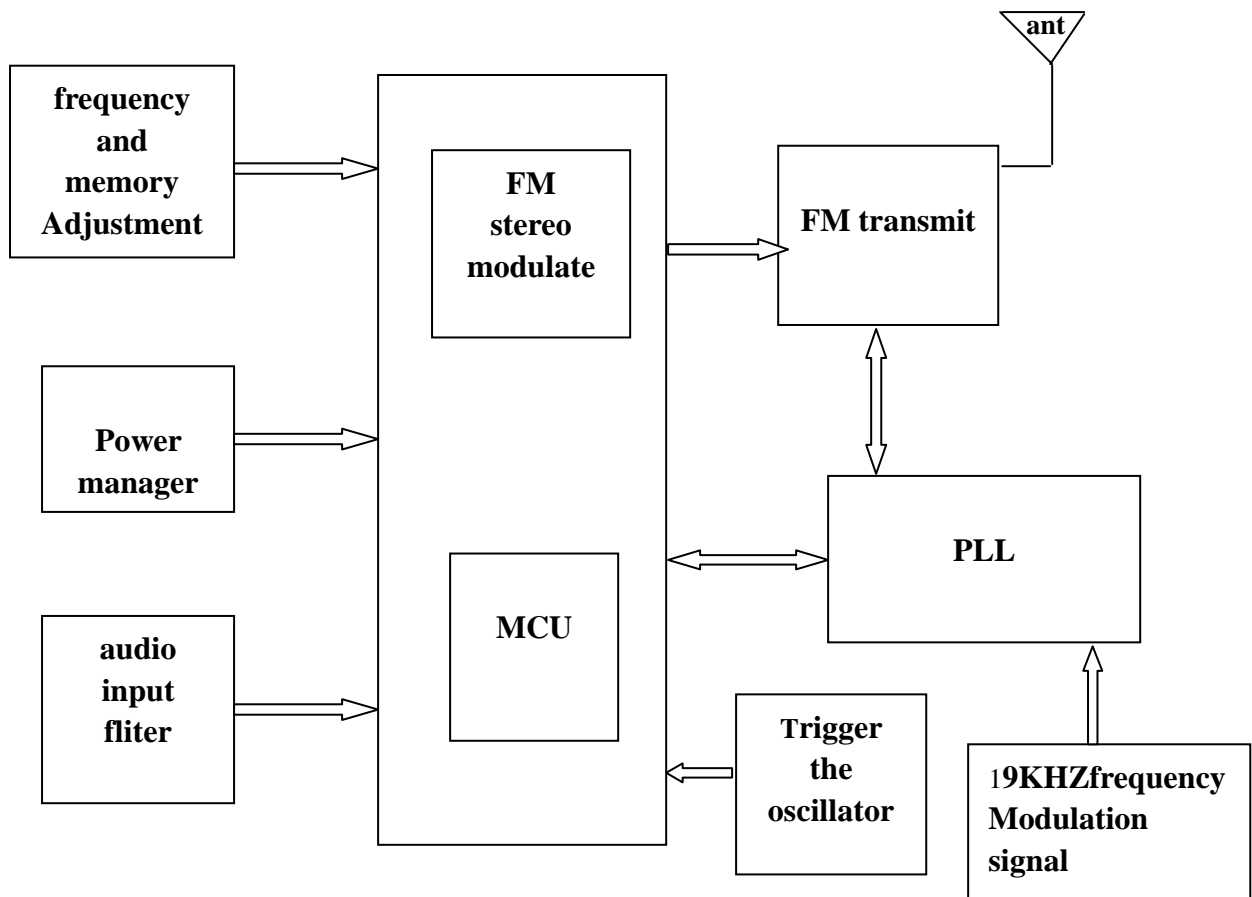 ant
frequency
and
memory
Adjustment
FM
stereo
modulate
FM transmit
Power
manager
PLL
MCU
audio
input
fliter
Trigger
the
oscillator
19KHZfrequency
Modulation
signal